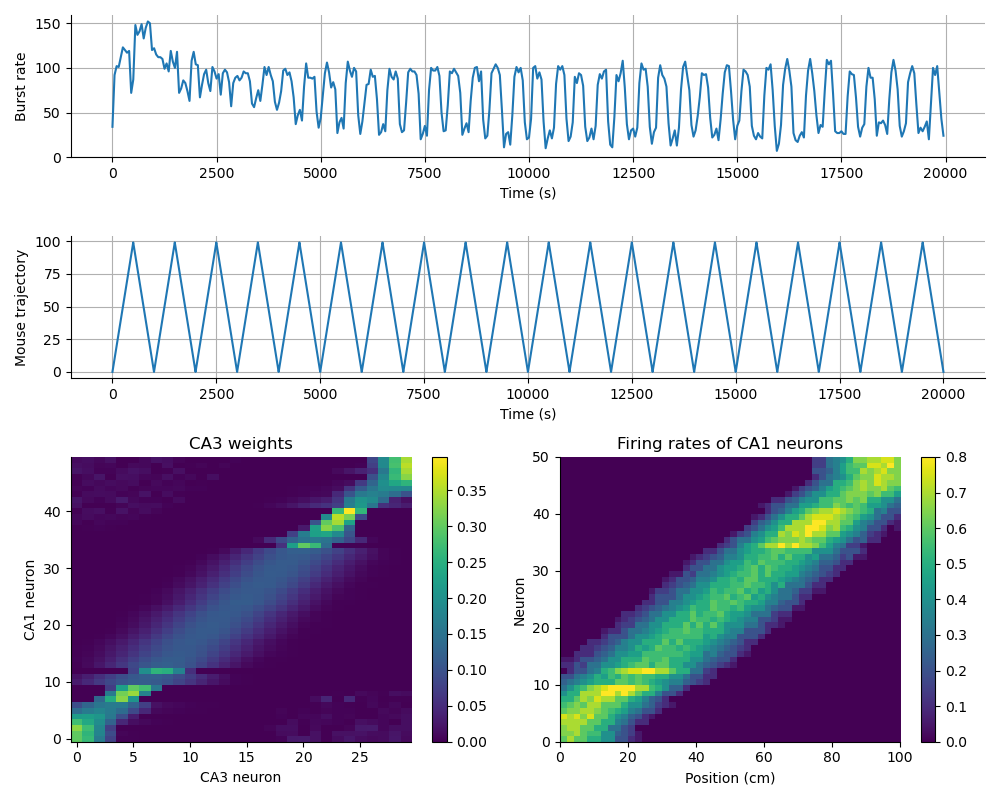 150
100
50
0
Burst rate
0 2500 5000 7500 10000 12500 15000 17500 20000
Time (s)
100
75
50
25
0
Mouse trajectory
0 2500 5000 7500 10000 12500 15000 17500 20000
Time (s)
CA3 weights
40
30
20
10
0
CA1 neuron
0 5 10 15 20 25
CA3 neuron
0.35
0.30
0.25
0.20
0.15
0.10
0.05
0.00
Firing rates of CA1 neurons
50
40
30
20
10
0
Neuron
0 20 40 60 80 100
Position (cm)
0.8
0.7
0.6
0.5
0.4
0.3
0.2
0.1
0.0